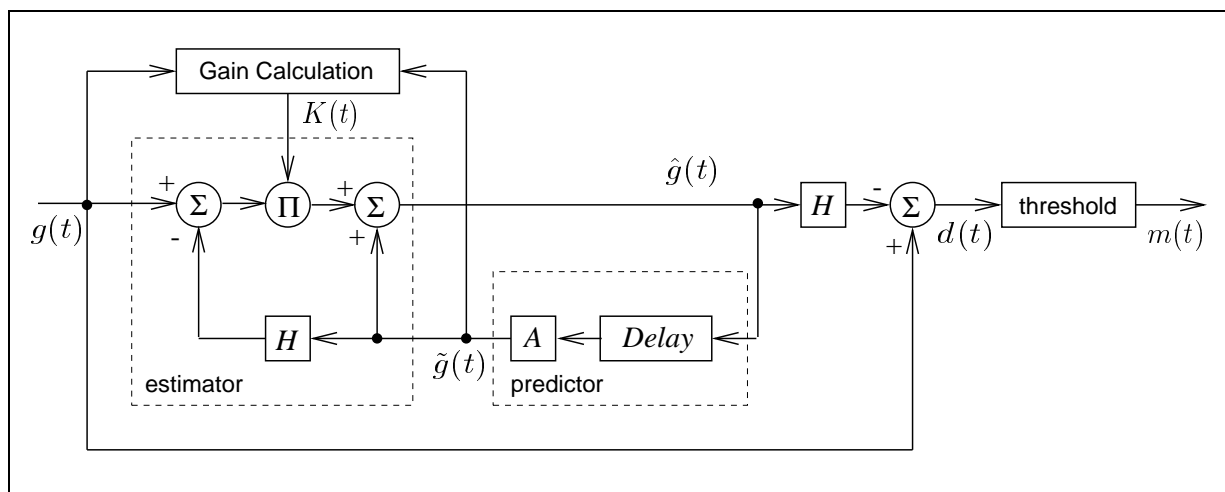 Gain Calculation
K(t)
ĝ(t)
+
Σ
Π
+
Σ
H
-
Σ
threshold
g(t)
-
+
+
d(t)
m(t)
H
A
Delay
g̃(t)
estimator
predictor